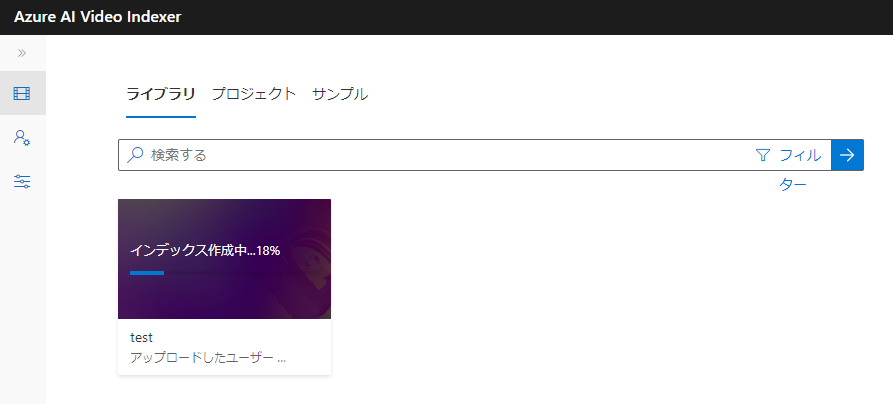 Azure AI Video Indexer
ライブラリ プロジェクト サンプル
検索する フィル
ター
インデックス作成中...18%
test
アップロードしたユーザー ...